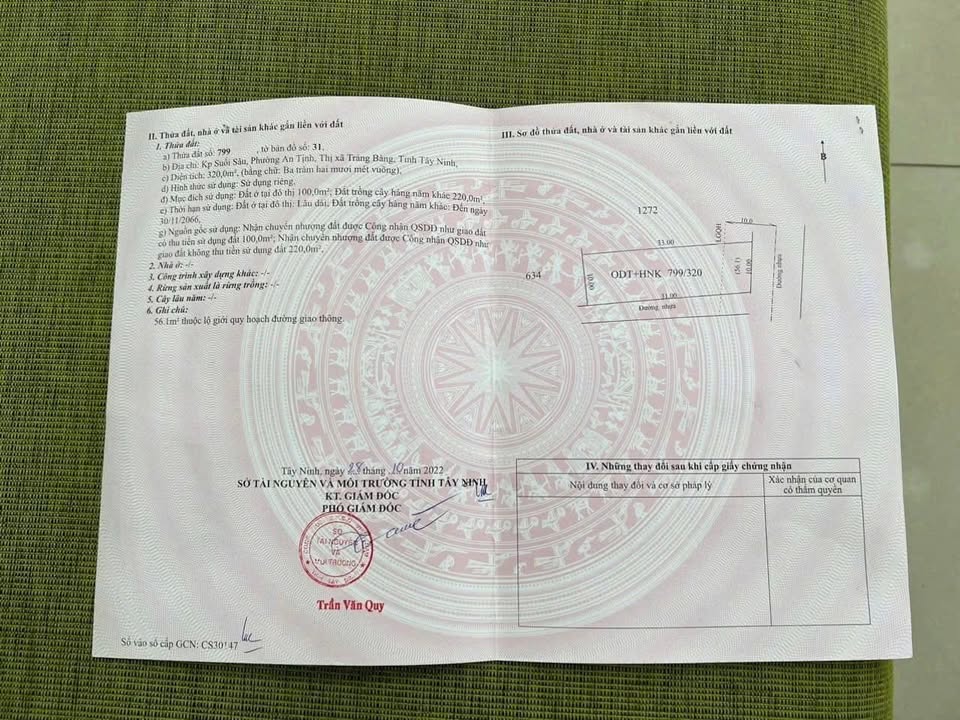 II. Thửa đất, nhà ở và tài sản khác gắn liền với đất
1. Thửa đất:
a) Thửa đất số: 799 , tờ bản đồ số: 31,
b) Địa chỉ: Kp Suối Sâu, Phường An Tịnh, Thị xã Trảng Bàng, Tỉnh Tây Ninh,
c) Diện tích: 320,0m², (bằng chữ: Ba trăm hai mươi mét vuông),
d) Hình thức sử dụng: Sử dụng riêng,
đ) Mục đích sử dụng: Đất ở tại đô thị 100,0m²; Đất trồng cây hàng năm khác 220,0m²,
e) Thời hạn sử dụng: Đất ở tại đô thị: Lâu dài; Đất trồng cây hàng năm khác: Đến ngày
30/11/2066,
g) Nguồn gốc sử dụng: Nhận chuyển nhượng đất được Công nhận QSDĐ như giao đất
có thu tiền sử dụng đất 100,0m²; Nhận chuyển nhượng đất được Công nhận QSDĐ như
giao đất không thu tiền sử dụng đất 220,0m².
2. Nhà ở: -/-
3. Công trình xây dựng khác: -/-
4. Rừng sản xuất là rừng trồng: -/-
5. Cây lâu năm: -/-
6. Ghi chú:
56.1m² thuộc lộ giới quy hoạch đường giao thông.
Tây Ninh, ngày 28 tháng 10 năm 2022
SỞ TÀI NGUYÊN VÀ MÔI TRƯỜNG TỈNH TÂY NINH
KT. GIÁM ĐỐC
PHÓ GIÁM ĐỐC
SỞ
TÀI NGUYÊN
VÀ
MÔI TRƯỜNG
Trần Văn Quy
Số vào sổ cấp GCN: CS30147
III. Sơ đồ thửa đất, nhà ở và tài sản khác gắn liền với đất
B
1272
10.0
LGQH
33.00
634
10.00
ODT+HNK 799/320
(56.1)
10.00
Đường nhựa
31.00
Đường nhựa
IV. Những thay đổi sau khi cấp giấy chứng nhận
Nội dung thay đổi và cơ sở pháp lý
Xác nhận của cơ quan
có thẩm quyền